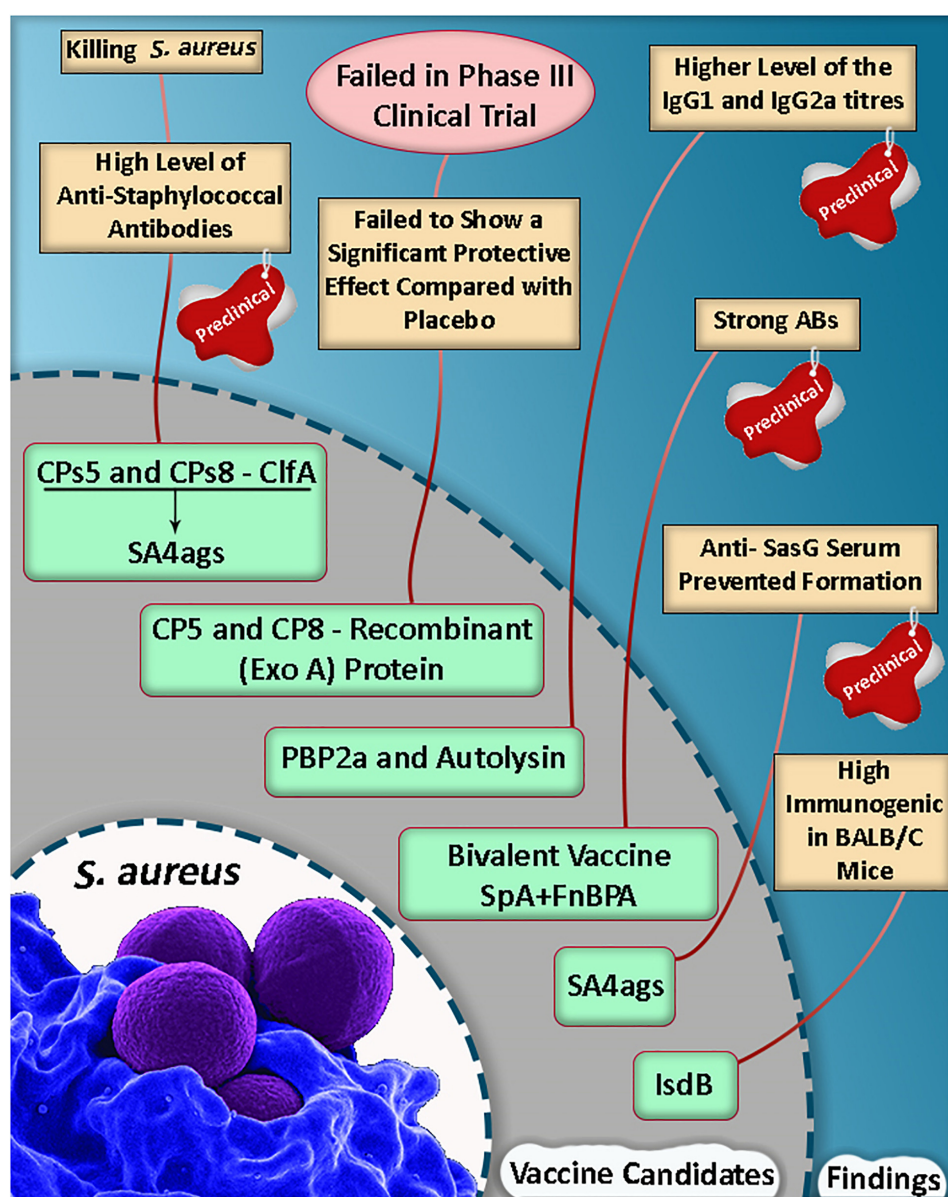 Killing S. aureus
High Level of
Anti-Staphylococcal
Antibodies
Preclinical
Failed in Phase III
Clinical Trial
Failed to Show a
Significant Protective
Effect Compared with
Placebo
Higher Level of the
IgG1 and IgG2a titres
Preclinical
Strong ABs
Preclinical
Anti- SasG Serum
Prevented Formation
Preclinical
High
Immunogenic
in BALB/C
Mice
CPs5 and CPs8 - ClfA
SA4ags
CP5 and CP8 - Recombinant
(Exo A) Protein
PBP2a and Autolysin
Bivalent Vaccine
SpA+FnBPA
SA4ags
IsdB
S. aureus
Vaccine Candidates
Findings